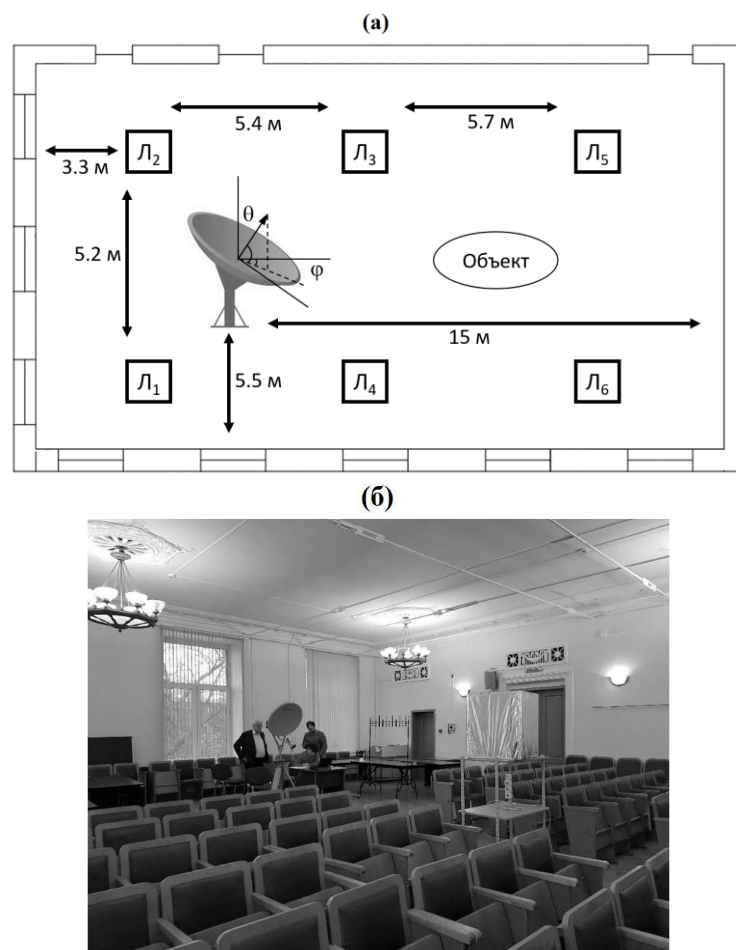 (а)
5.4 м
5.7 м
Л2
Л3
Л5
3.3 м
θ
5.2 м
φ
Объект
15 м
Л1
5.5 м
Л4
Л6
(б)